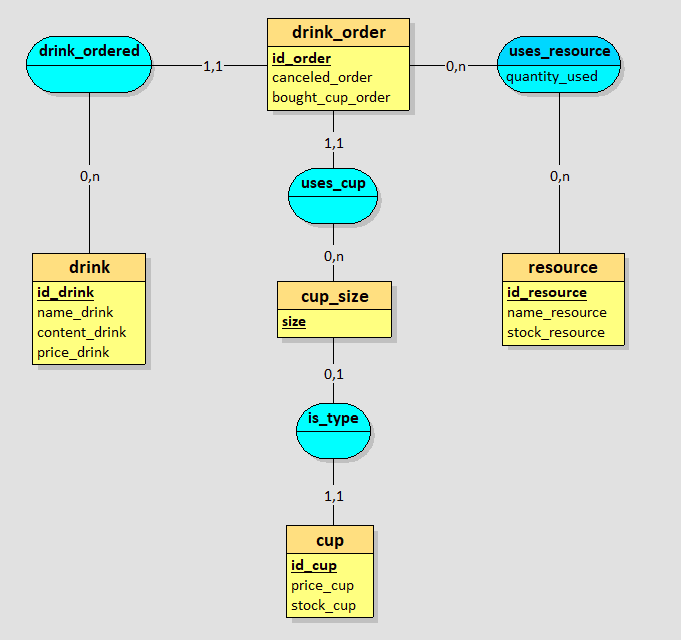 drink_ordered
1,1
drink_order
id_order
canceled_order
bought_cup_order
0,n
uses_resource
quantity_used
1,1
0,n
uses_cup
0,n
0,n
drink
id_drink
name_drink
content_drink
price_drink
cup_size
size
resource
id_resource
name_resource
stock_resource
0,1
is_type
1,1
cup
id_cup
price_cup
stock_cup